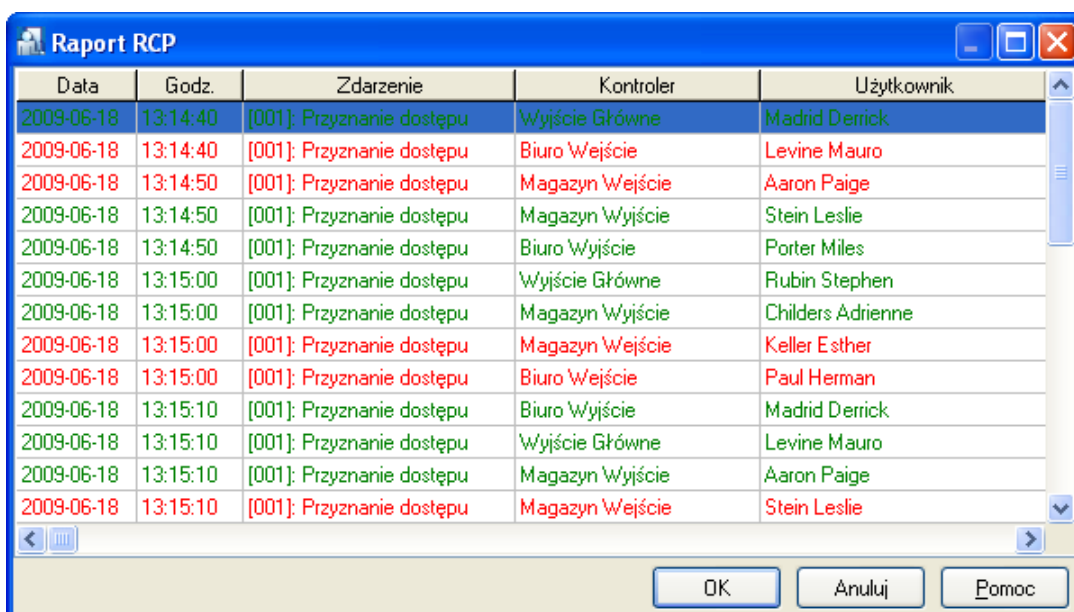 Raport RCP
Data Godz. Zdarzenie Kontroler Użytkownik
2009-06-18 13:14:40 [001]: Przyznanie dostępu Wyjście Główne Madrid Derrick
2009-06-18 13:14:40 [001]: Przyznanie dostępu Biuro Wejście Levine Mauro
2009-06-18 13:14:50 [001]: Przyznanie dostępu Magazyn Wejście Aaron Paige
2009-06-18 13:14:50 [001]: Przyznanie dostępu Magazyn Wyjście Stein Leslie
2009-06-18 13:14:50 [001]: Przyznanie dostępu Biuro Wyjście Porter Miles
2009-06-18 13:15:00 [001]: Przyznanie dostępu Wyjście Główne Rubin Stephen
2009-06-18 13:15:00 [001]: Przyznanie dostępu Magazyn Wyjście Childers Adrienne
2009-06-18 13:15:00 [001]: Przyznanie dostępu Magazyn Wejście Keller Esther
2009-06-18 13:15:00 [001]: Przyznanie dostępu Biuro Wejście Paul Herman
2009-06-18 13:15:10 [001]: Przyznanie dostępu Biuro Wyjście Madrid Derrick
2009-06-18 13:15:10 [001]: Przyznanie dostępu Wyjście Główne Levine Mauro
2009-06-18 13:15:10 [001]: Przyznanie dostępu Magazyn Wyjście Aaron Paige
2009-06-18 13:15:10 [001]: Przyznanie dostępu Magazyn Wejście Stein Leslie
OK Anuluj Pomoc